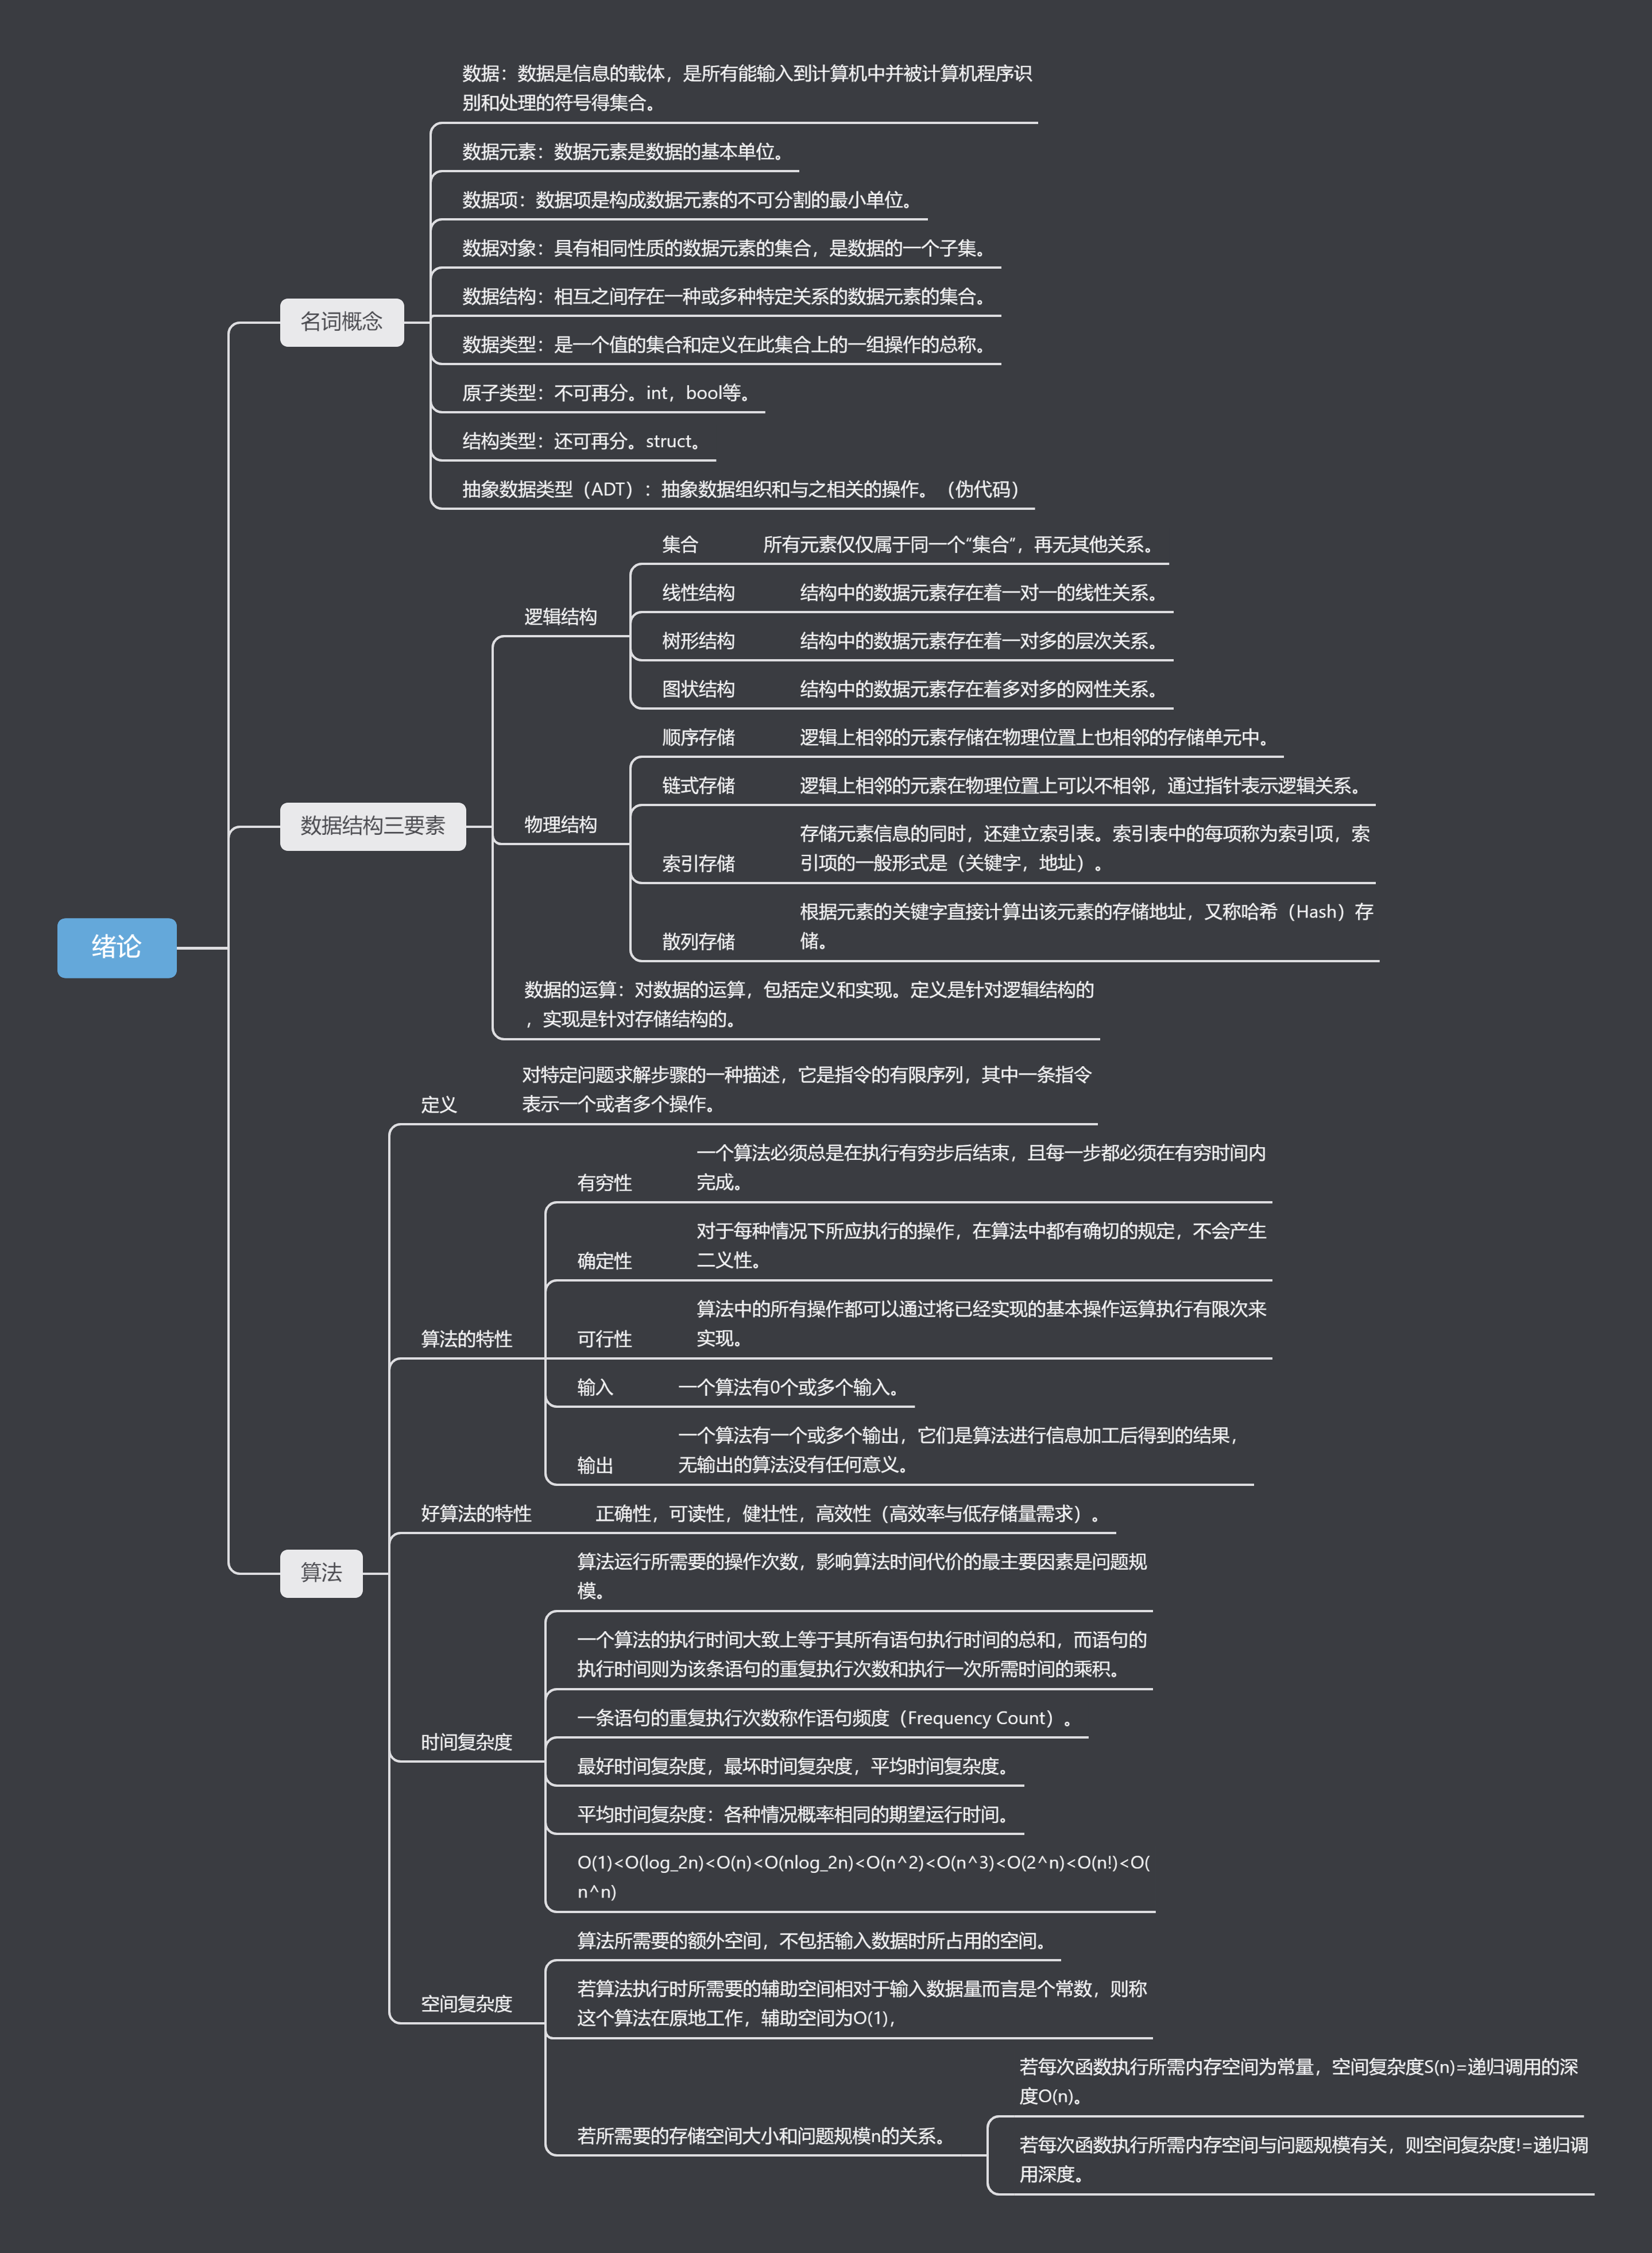 数据：数据是信息的载体，是所有能输入到计算机中并被计算机程序识
别和处理的符号得集合。
数据元素：数据元素是数据的基本单位。
数据项：数据项是构成数据元素的不可分割的最小单位。
数据对象：具有相同性质的数据元素的集合，是数据的一个子集。
数据结构：相互之间存在一种或多种特定关系的数据元素的集合。
名词概念
数据类型：是一个值的集合和定义在此集合上的一组操作的总称。
原子类型：不可再分。int，bool等。
结构类型：还可再分。struct。
抽象数据类型（ADT）：抽象数据组织和与之相关的操作。（伪代码）
集合 所有元素仅仅属于同一个“集合”，再无其他关系。
线性结构 结构中的数据元素存在着一对一的线性关系。
逻辑结构
树形结构 结构中的数据元素存在着一对多的层次关系。
图状结构 结构中的数据元素存在着多对多的网性关系。
顺序存储 逻辑上相邻的元素存储在物理位置上也相邻的存储单元中。
链式存储 逻辑上相邻的元素在物理位置上可以不相邻，通过指针表示逻辑关系。
数据结构三要素
物理结构
存储元素信息的同时，还建立索引表。索引表中的每项称为索引项，索
索引存储 引项的一般形式是（关键字，地址）。
根据元素的关键字直接计算出该元素的存储地址，又称哈希（Hash）存
散列存储 储。
绪论
数据的运算：对数据的运算，包括定义和实现。定义是针对逻辑结构的
，实现是针对存储结构的。
对特定问题求解步骤的一种描述，它是指令的有限序列，其中一条指令
定义 表示一个或者多个操作。
一个算法必须总是在执行有穷步后结束，且每一步都必须在有穷时间内
有穷性 完成。
对于每种情况下所应执行的操作，在算法中都有确切的规定，不会产生
确定性 二义性。
算法中的所有操作都可以通过将已经实现的基本操作运算执行有限次来
算法的特性 可行性 实现。
输入 一个算法有0个或多个输入。
一个算法有一个或多个输出，它们是算法进行信息加工后得到的结果，
输出 无输出的算法没有任何意义。
好算法的特性 正确性，可读性，健壮性，高效性（高效率与低存储量需求）。
算法
算法运行所需要的操作次数，影响算法时间代价的最主要因素是问题规
模。
一个算法的执行时间大致上等于其所有语句执行时间的总和，而语句的
执行时间则为该条语句的重复执行次数和执行一次所需时间的乘积。
一条语句的重复执行次数称作语句频度（Frequency Count）。
时间复杂度
最好时间复杂度，最坏时间复杂度，平均时间复杂度。
平均时间复杂度：各种情况概率相同的期望运行时间。
O(1)<O(log_2n)<O(n)<O(nlog_2n)<O(n^2)<O(n^3)<O(2^n)<O(n!)<O(
n^n)
算法所需要的额外空间，不包括输入数据时所占用的空间。
空间复杂度
若算法执行时所需要的辅助空间相对于输入数据量而言是个常数，则称
这个算法在原地工作，辅助空间为O(1)，
若所需要的存储空间大小和问题规模n的关系。
若每次函数执行所需内存空间为常量，空间复杂度S(n)=递归调用的深
度O(n)。
若每次函数执行所需内存空间与问题规模有关，则空间复杂度!=递归调
用深度。